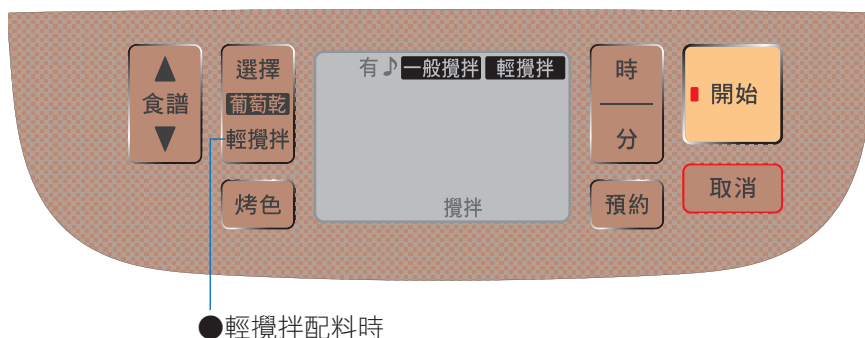 ▲
食譜
▼
選擇
葡萄乾
輕攪拌
烤色
有♪ 一般攪拌 輕攪拌
攪拌
時
分
預約
開始
取消
●輕攪拌配料時